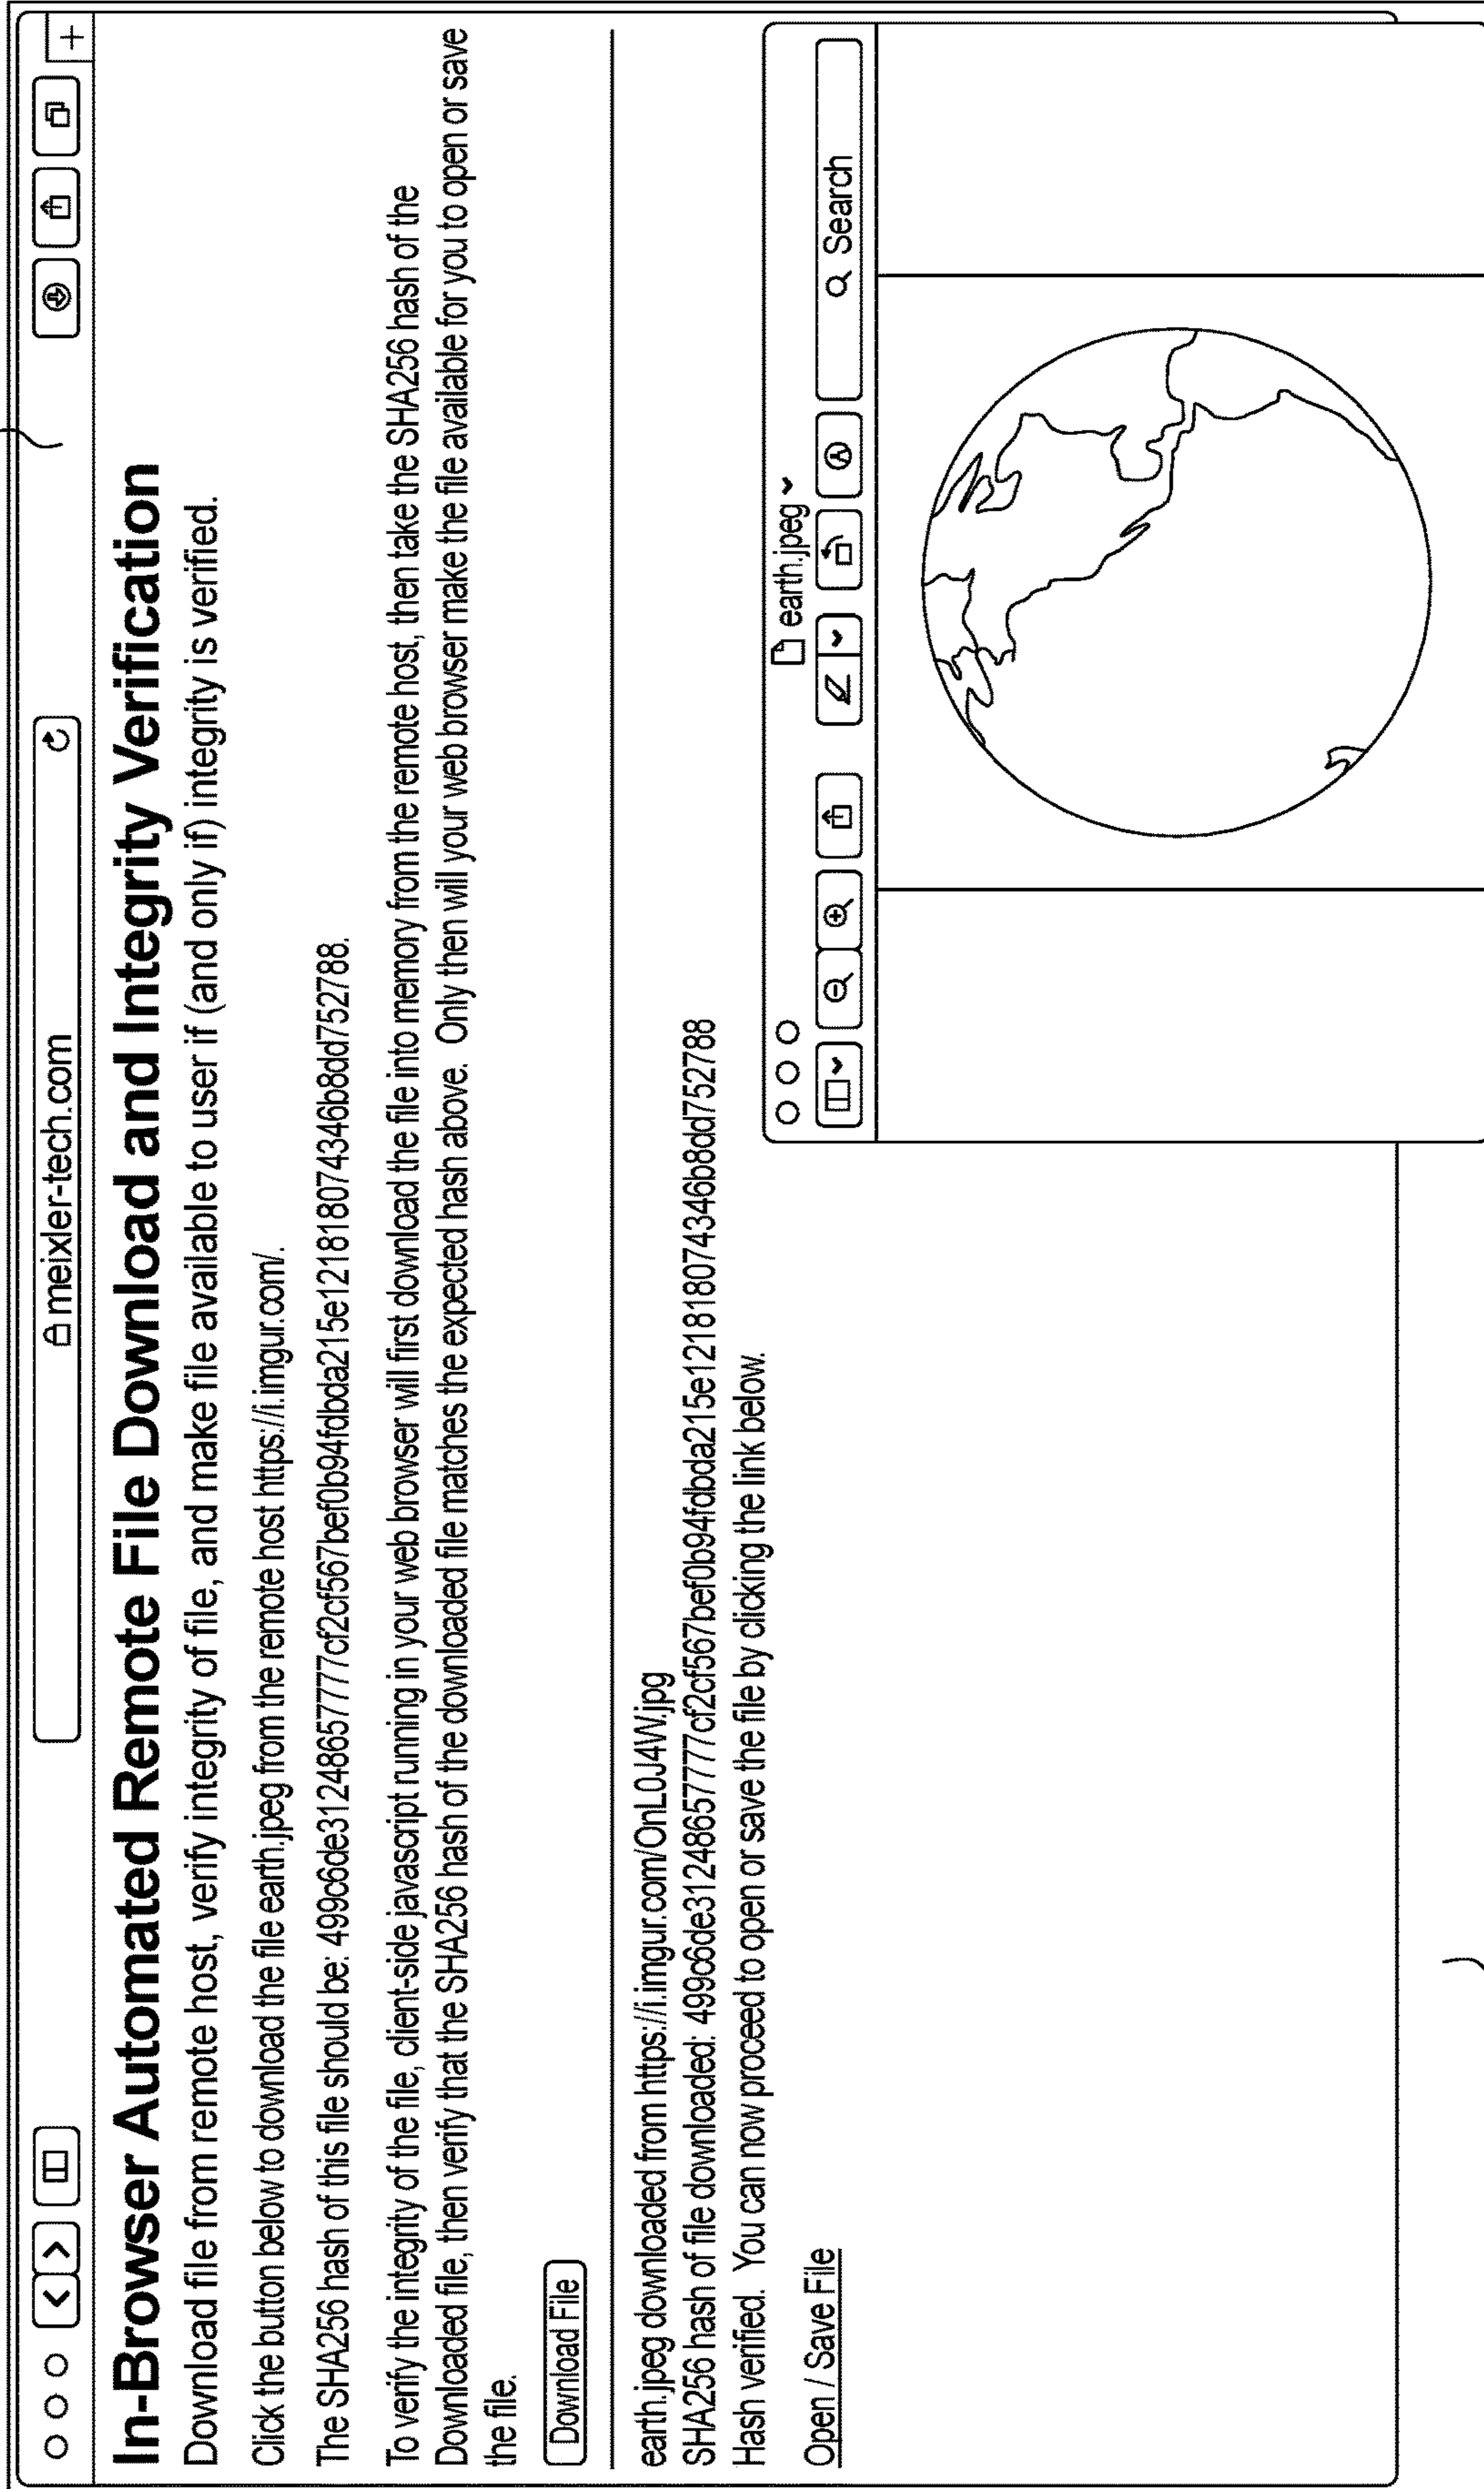 meixler-tech.com
In-Browser Automated Remote File Download and Integrity Verification
Download file from remote host, verify integrity of file, and make file available to user if (and only if) integrity is verified.
Click the button below to download the file earth.jpeg from the remote host https://i.imgur.com/.
The SHA256 hash of this file should be: 499c6de3124865777​7cf2cf567bef0b94fdbda215e12181807434​6b8dd752788.
To verify the integrity of the file, client-side javascript running in your web browser will first download the file into memory from the remote host, then take the SHA256 hash of the
Downloaded file, then verify that the SHA256 hash of the downloaded file matches the expected hash above. Only then will your web browser make the file available for you to open or save
the file.
Download File
earth.jpeg downloaded from https://i.imgur.com/OnL0J4W.jpg
SHA256 hash of file downloaded: 499c6de31248657777cf2cf567bef0b94fdbda215e121818074346b8dd752788
Hash verified. You can now proceed to open or save the file by clicking the link below.
Open / Save File
earth.jpeg
Search